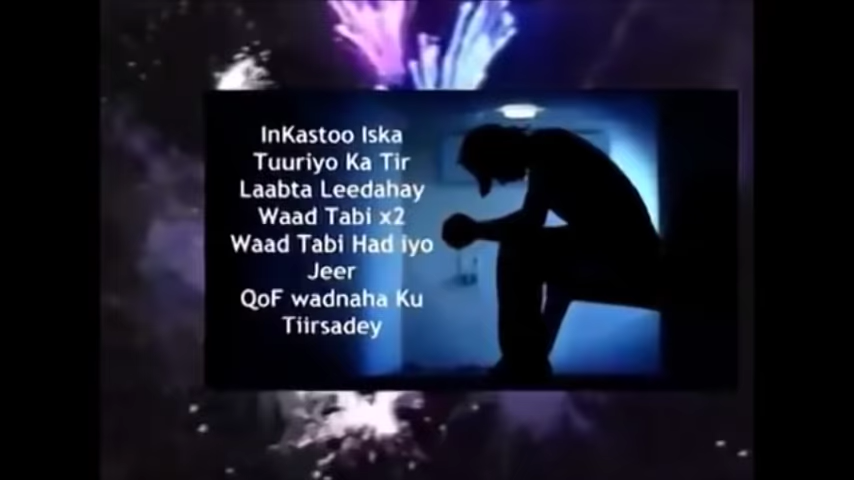 InKastoo Iska
Tuuriyo Ka Tir
Laabta Leedahay
Waad Tabi x2
Waad Tabi Had iyo
Jeer
QoF wadnaha Ku
Tiirsadey